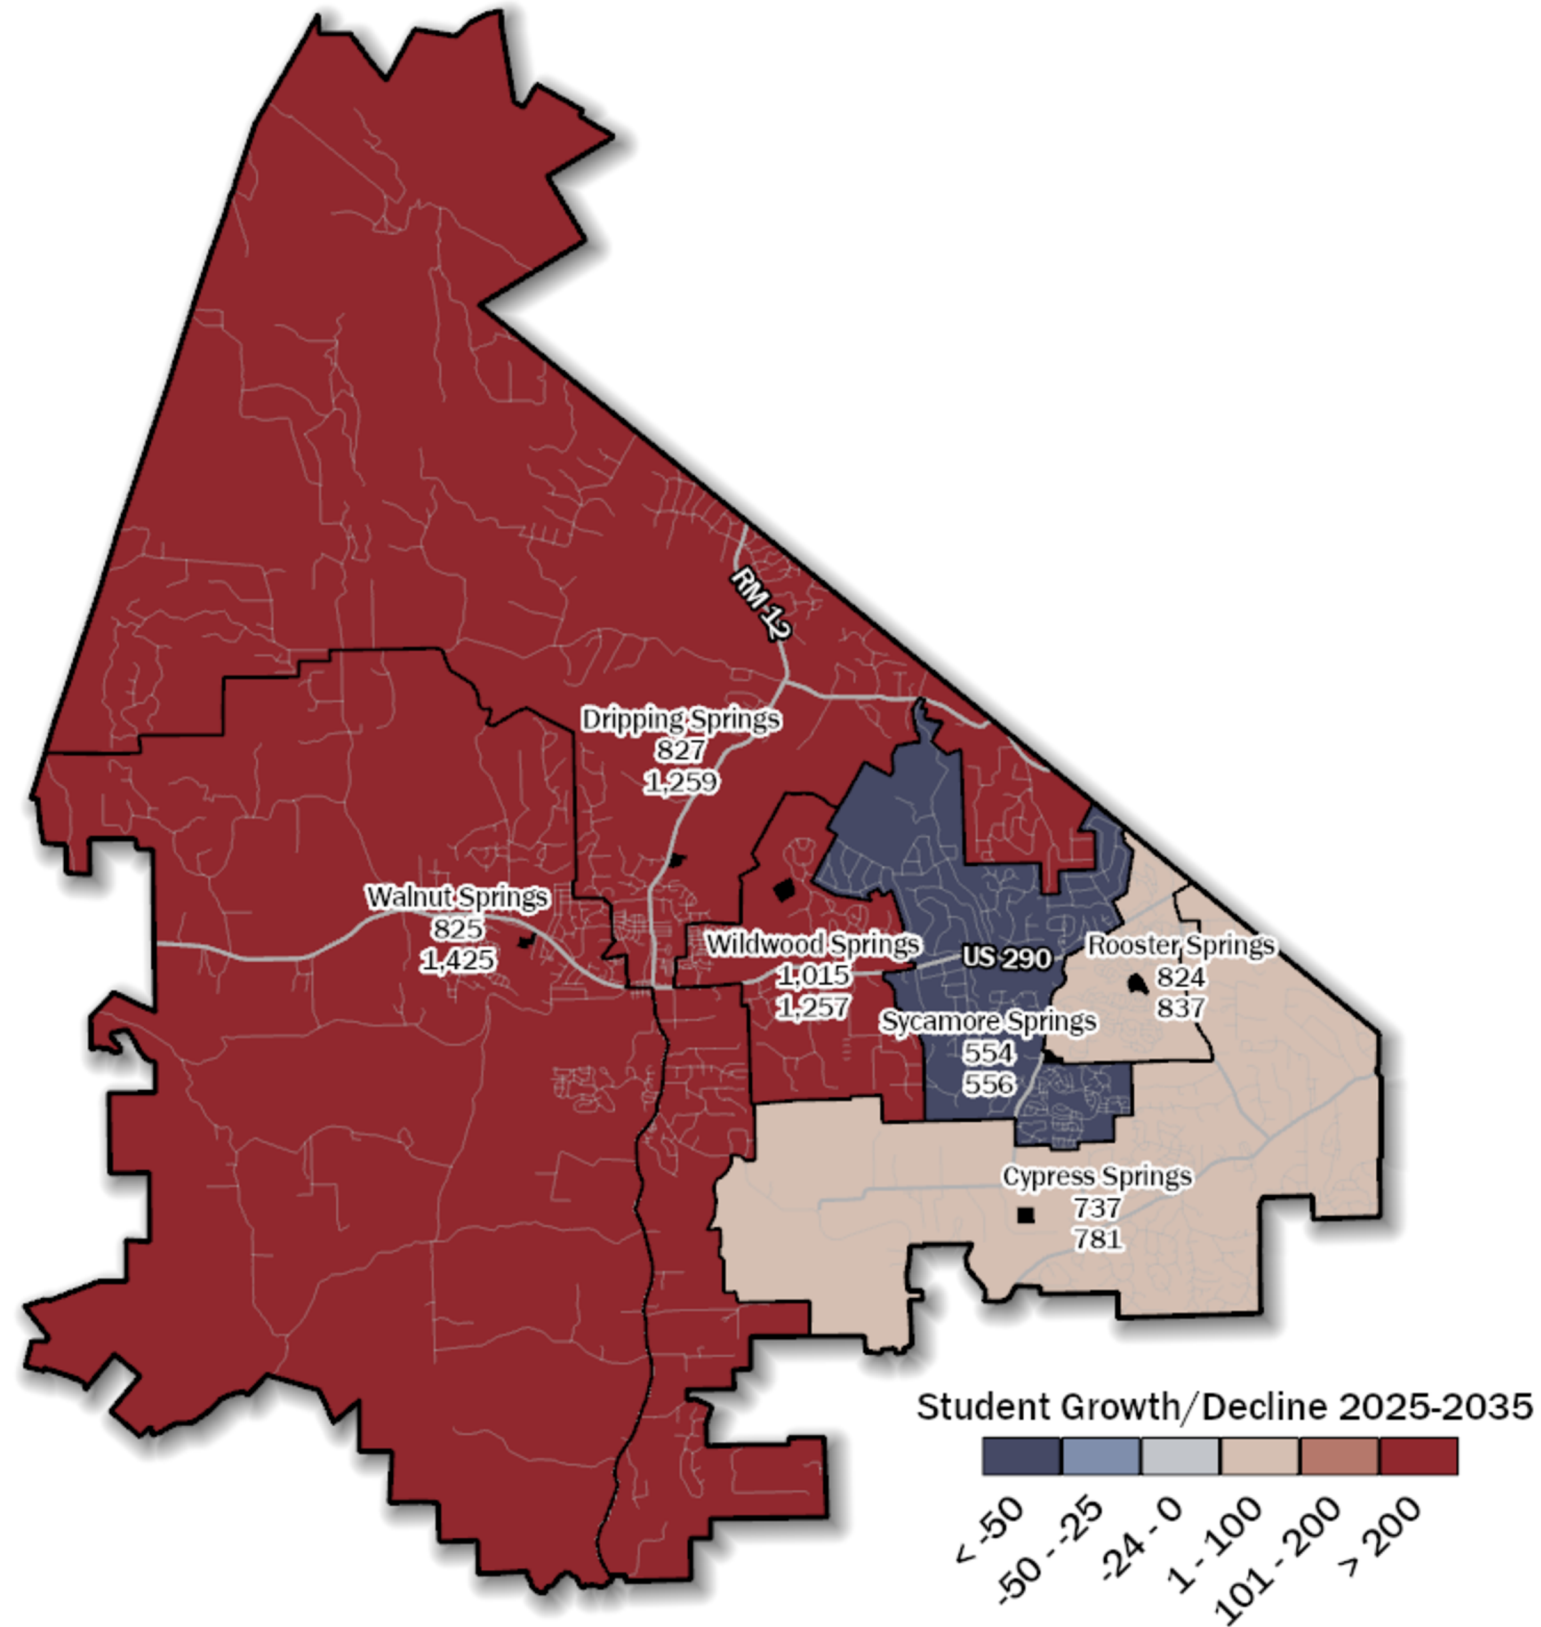 RM-12
Dripping Springs
827
1,259
Walnut Springs
825
1,425
Wildwood Springs
1,015
1,257
US 290
Rooster Springs
824
837
Sycamore Springs
554
556
Cypress Springs
737
781
Student Growth/Decline 2025-2035
< -50
-50 - -25
-24 - 0
1 - 100
101 - 200
> 200